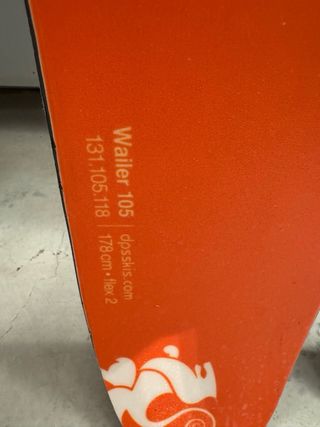 Wailer 105 | dpsskis.com
131.105.118 | 178cm • flex 2